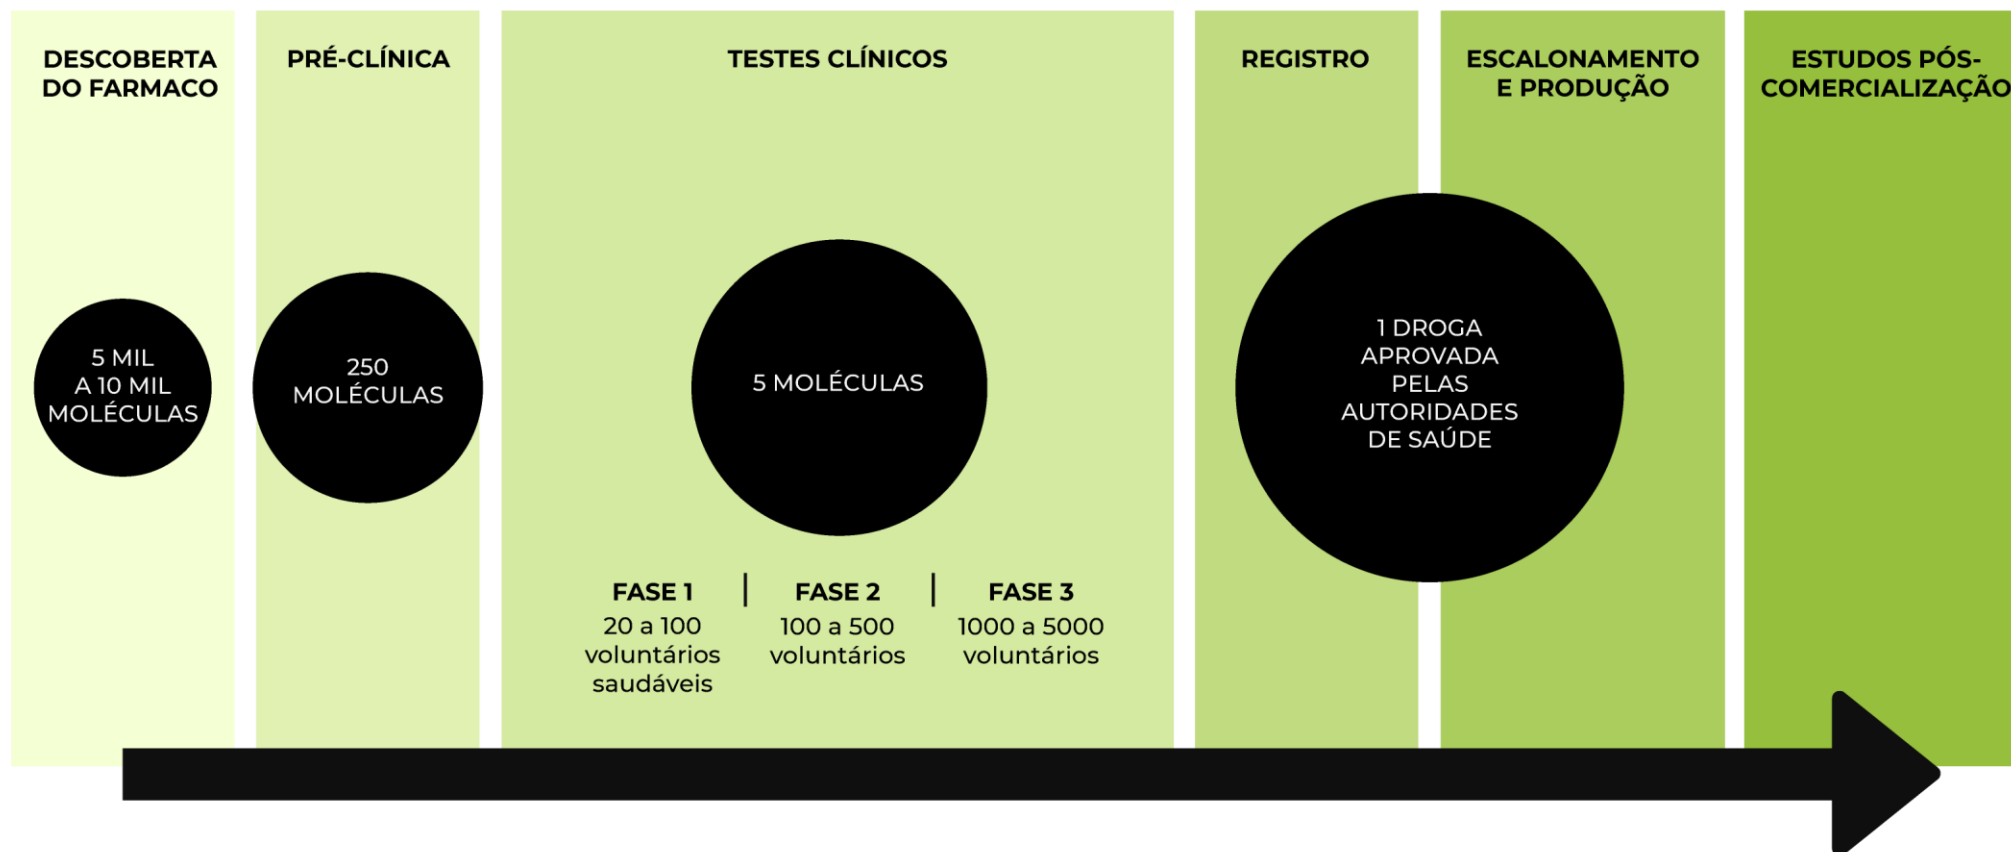 DESCOBERTA
DO FARMACO
5 MIL
A 10 MIL
MOLÉCULAS
PRÉ-CLÍNICA
250
MOLÉCULAS
TESTES CLÍNICOS
5 MOLÉCULAS
FASE 1
20 a 100
voluntários
saudáveis
FASE 2
100 a 500
voluntários
FASE 3
1000 a 5000
voluntários
REGISTRO
ESCALONAMENTO
E PRODUÇÃO
1 DROGA
APROVADA
PELAS
AUTORIDADES
DE SAÚDE
ESTUDOS PÓS-
COMERCIALIZAÇÃO